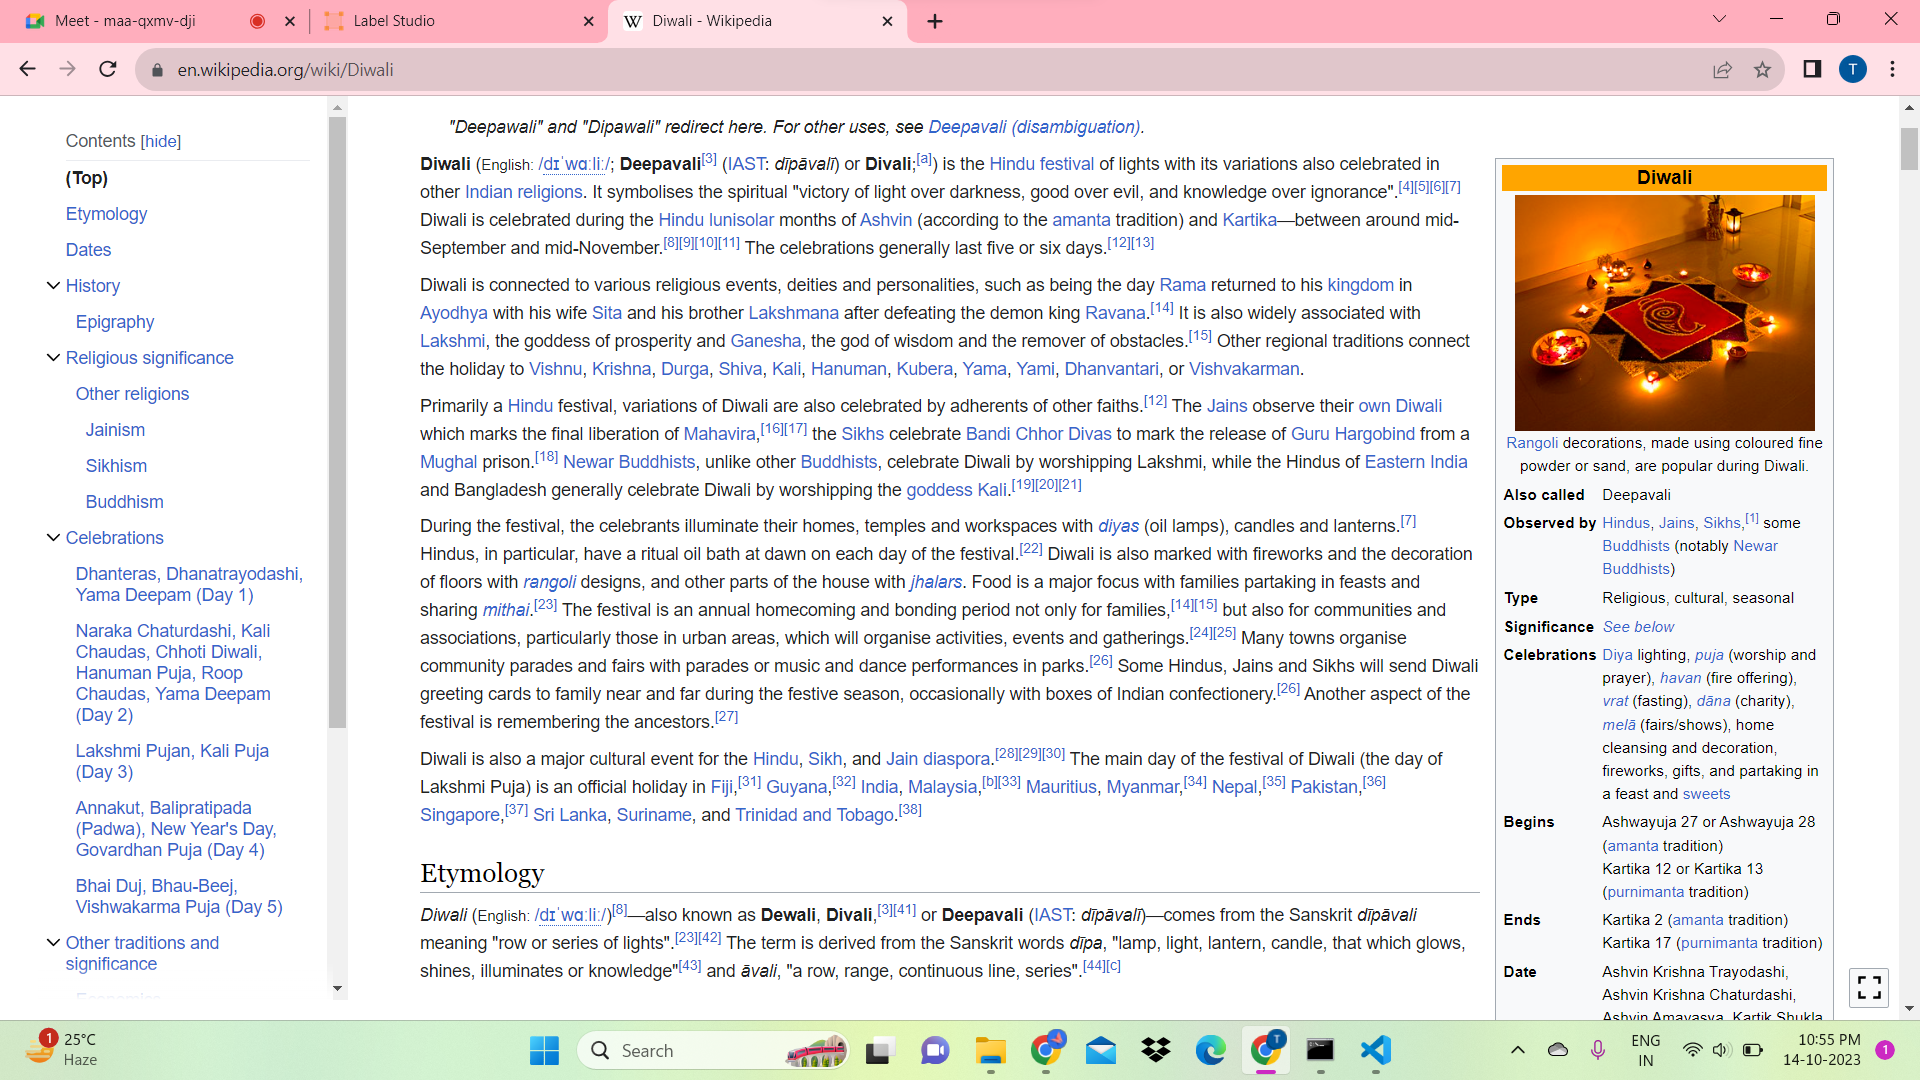 Meet - maa-qxmv-dji
Label Studio
Diwali - Wikipedia
en.wikipedia.org/wiki/Diwali
T
Contents [hide]
(Top)
Etymology
Dates
History
Epigraphy
Religious significance
Other religions
Jainism
Sikhism
Buddhism
Celebrations
Dhanteras, Dhanatrayodashi,
Yama Deepam (Day 1)
Naraka Chaturdashi, Kali
Chaudas, Chhoti Diwali,
Hanuman Puja, Roop
Chaudas, Yama Deepam
(Day 2)
Lakshmi Pujan, Kali Puja
(Day 3)
Annakut, Balipratipada
(Padwa), New Year's Day,
Govardhan Puja (Day 4)
Bhai Duj, Bhau-Beej,
Vishwakarma Puja (Day 5)
Other traditions and
significance
"Deepawali" and "Dipawali" redirect here. For other uses, see Deepavali (disambiguation).
Diwali (English: /dɪˈwɑːliː/; Deepavali[3] (IAST: dīpāvalī) or Divali;[a]) is the Hindu festival of lights with its variations also celebrated in
other Indian religions. It symbolises the spiritual "victory of light over darkness, good over evil, and knowledge over ignorance".[4][5][6][7]
Diwali is celebrated during the Hindu lunisolar months of Ashvin (according to the amanta tradition) and Kartika—between around mid-
September and mid-November.[8][9][10][11] The celebrations generally last five or six days.[12][13]
Diwali is connected to various religious events, deities and personalities, such as being the day Rama returned to his kingdom in
Ayodhya with his wife Sita and his brother Lakshmana after defeating the demon king Ravana.[14] It is also widely associated with
Lakshmi, the goddess of prosperity and Ganesha, the god of wisdom and the remover of obstacles.[15] Other regional traditions connect
the holiday to Vishnu, Krishna, Durga, Shiva, Kali, Hanuman, Kubera, Yama, Yami, Dhanvantari, or Vishvakarman.
Primarily a Hindu festival, variations of Diwali are also celebrated by adherents of other faiths.[12] The Jains observe their own Diwali
which marks the final liberation of Mahavira,[16][17] the Sikhs celebrate Bandi Chhor Divas to mark the release of Guru Hargobind from a
Mughal prison.[18] Newar Buddhists, unlike other Buddhists, celebrate Diwali by worshipping Lakshmi, while the Hindus of Eastern India
and Bangladesh generally celebrate Diwali by worshipping the goddess Kali.[19][20][21]
During the festival, the celebrants illuminate their homes, temples and workspaces with diyas (oil lamps), candles and lanterns.[7]
Hindus, in particular, have a ritual oil bath at dawn on each day of the festival.[22] Diwali is also marked with fireworks and the decoration
of floors with rangoli designs, and other parts of the house with jhalars. Food is a major focus with families partaking in feasts and
sharing mithai.[23] The festival is an annual homecoming and bonding period not only for families,[14][15] but also for communities and
associations, particularly those in urban areas, which will organise activities, events and gatherings.[24][25] Many towns organise
community parades and fairs with parades or music and dance performances in parks.[26] Some Hindus, Jains and Sikhs will send Diwali
greeting cards to family near and far during the festive season, occasionally with boxes of Indian confectionery.[26] Another aspect of the
festival is remembering the ancestors.[27]
Diwali is also a major cultural event for the Hindu, Sikh, and Jain diaspora.[28][29][30] The main day of the festival of Diwali (the day of
Lakshmi Puja) is an official holiday in Fiji,[31] Guyana,[32] India, Malaysia,[b][33] Mauritius, Myanmar,[34] Nepal,[35] Pakistan,[36]
Singapore,[37] Sri Lanka, Suriname, and Trinidad and Tobago.[38]
Etymology
Diwali (English: /dɪˈwɑːliː/)[8]—also known as Dewali, Divali,[3][41] or Deepavali (IAST: dīpāvalī)—comes from the Sanskrit dīpāvali
meaning "row or series of lights".[23][42] The term is derived from the Sanskrit words dīpa, "lamp, light, lantern, candle, that which glows,
shines, illuminates or knowledge"[43] and āvali, "a row, range, continuous line, series".[44][c]
Diwali
Rangoli decorations, made using coloured fine
powder or sand, are popular during Diwali.
Also called Deepavali
Observed by Hindus, Jains, Sikhs,[1] some
Buddhists (notably Newar
Buddhists)
Type Religious, cultural, seasonal
Significance See below
Celebrations Diya lighting, puja (worship and
prayer), havan (fire offering),
vrat (fasting), dāna (charity),
melā (fairs/shows), home
cleansing and decoration,
fireworks, gifts, and partaking in
a feast and sweets
Begins Ashwayuja 27 or Ashwayuja 28
(amanta tradition)
Kartika 12 or Kartika 13
(purnimanta tradition)
Ends Kartika 2 (amanta tradition)
Kartika 17 (purnimanta tradition)
Date Ashvin Krishna Trayodashi,
Ashvin Krishna Chaturdashi,
Ashvin Amavasya, Kartik Shukla
1
25°C
Haze
Search
T
ENG
IN
10:55 PM
14-10-2023
1